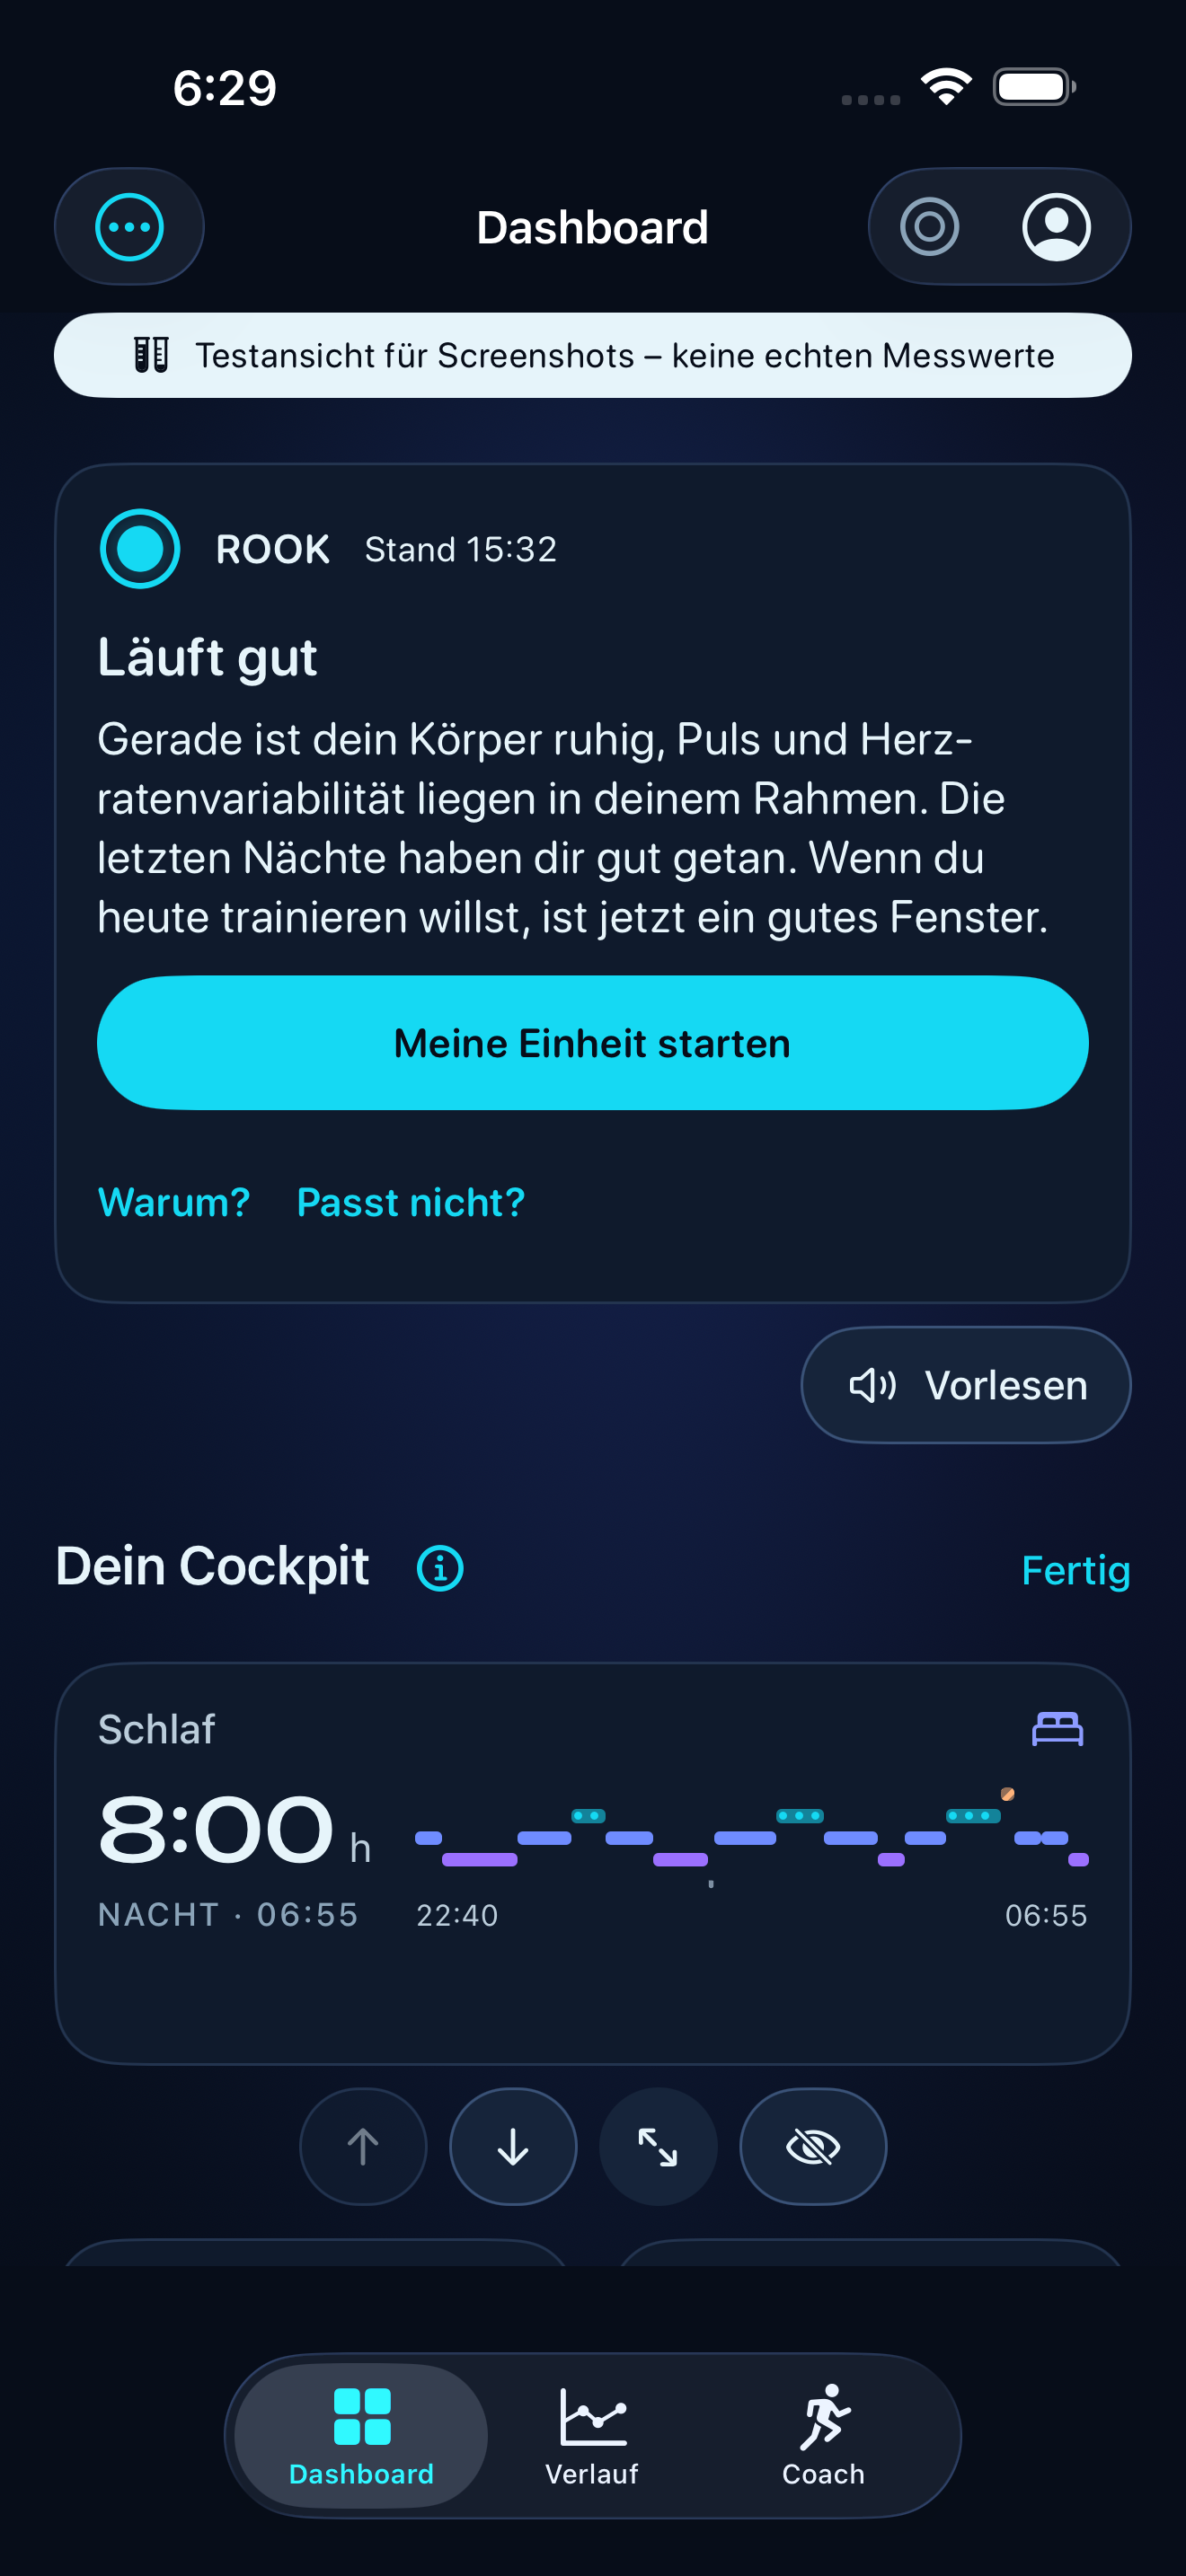 6:29
Dashboard
Testansicht für Screenshots – keine echten Messwerte
ROOK Stand 15:32
Läuft gut
Gerade ist dein Körper ruhig, Puls und Herz-
ratenvariabilität liegen in deinem Rahmen. Die
letzten Nächte haben dir gut getan. Wenn du
heute trainieren willst, ist jetzt ein gutes Fenster.
Meine Einheit starten
Warum? Passt nicht?
Vorlesen
Dein Cockpit Fertig
Schlaf
8:00 h
NACHT · 06:55 22:40 06:55
Dashboard Verlauf Coach